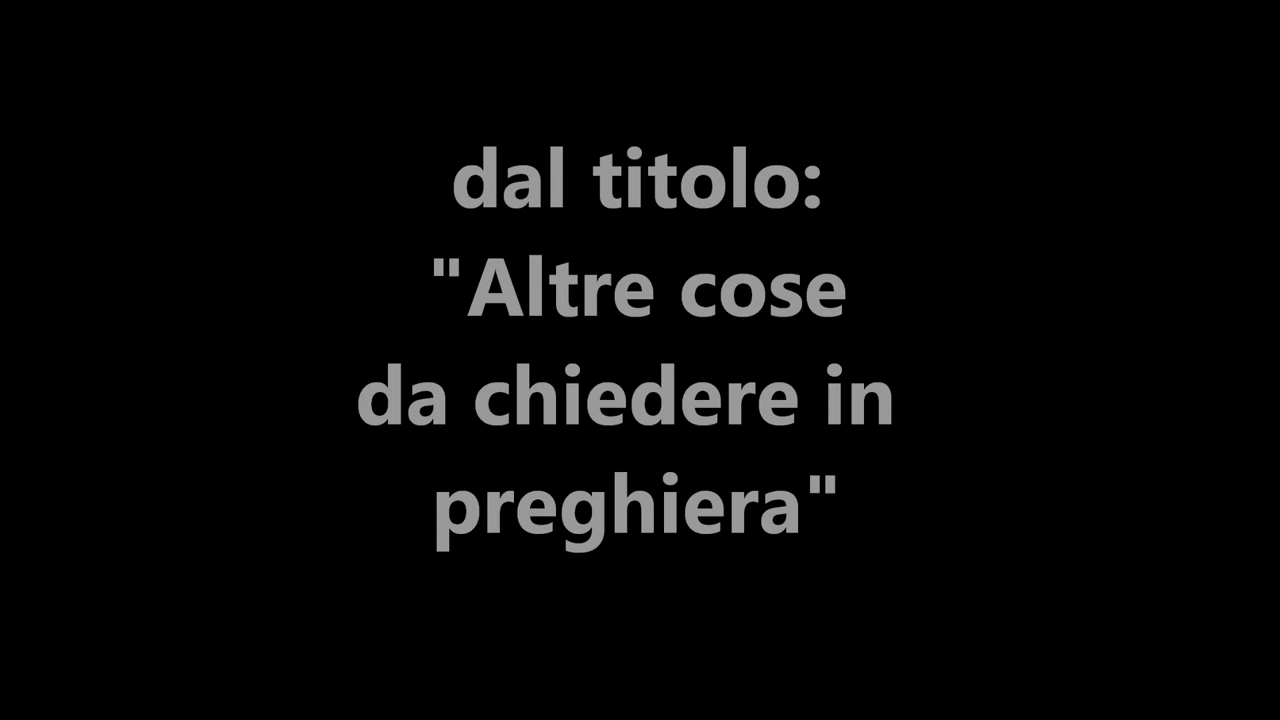 dal titolo:
"Altre cose
da chiedere in
preghiera"